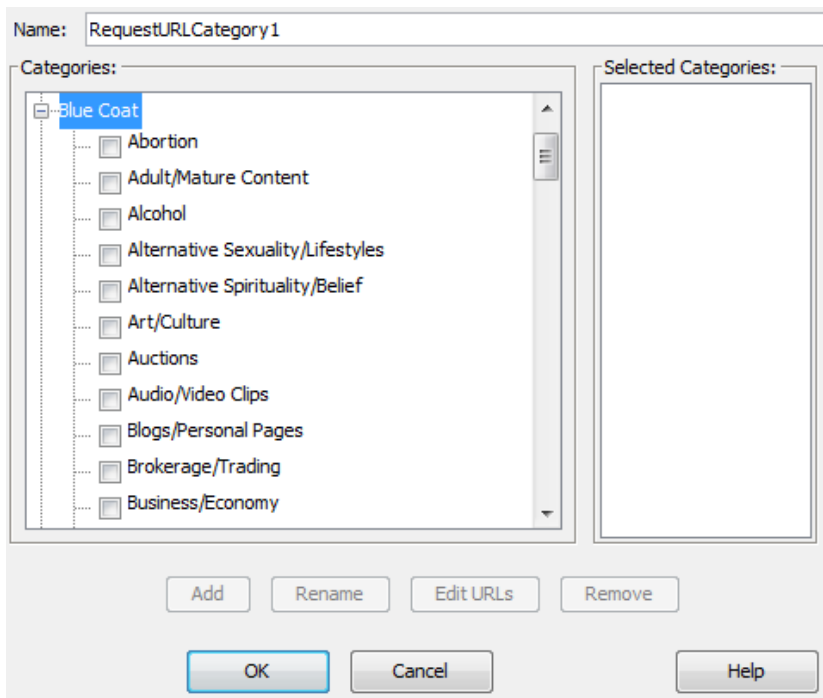 Name: RequestURLCategory1
Categories:
Selected Categories:
Blue Coat
Abortion
Adult/Mature Content
Alcohol
Alternative Sexuality/Lifestyles
Alternative Spirituality/Belief
Art/Culture
Auctions
Audio/Video Clips
Blogs/Personal Pages
Brokerage/Trading
Business/Economy
Add Rename Edit URLs Remove
OK Cancel Help